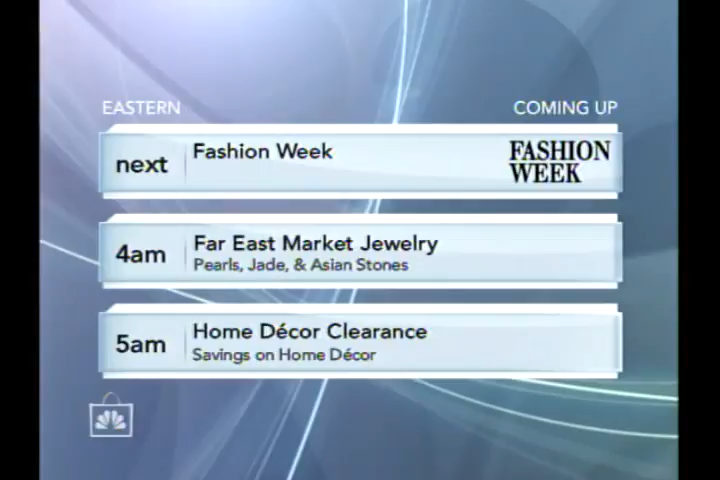 EASTERN COMING UP
next Fashion Week FASHION
WEEK
4am Far East Market Jewelry
Pearls, Jade, & Asian Stones
5am Home Décor Clearance
Savings on Home Décor